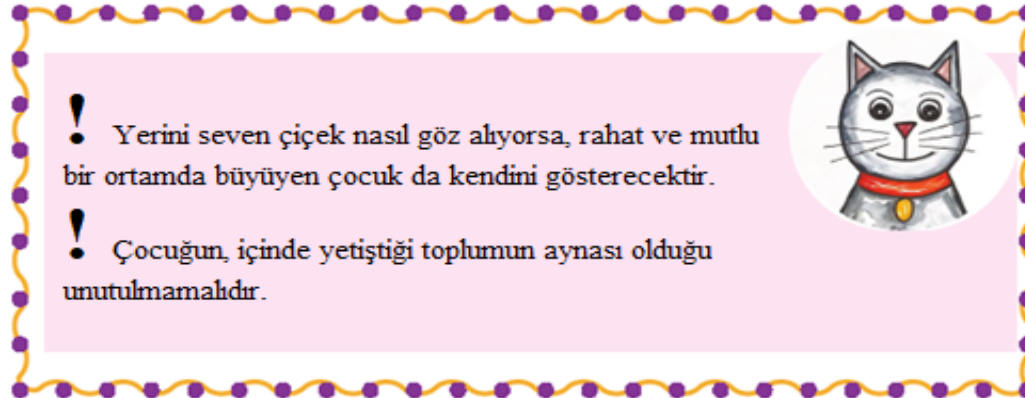 ! Yerini seven çiçek nasıl göz alıyorsa, rahat ve mutlu
bir ortamda büyüyen çocuk da kendini gösterecektir.
! Çocuğun, içinde yetiştiği toplumun aynası olduğu
unutulmamalıdır.